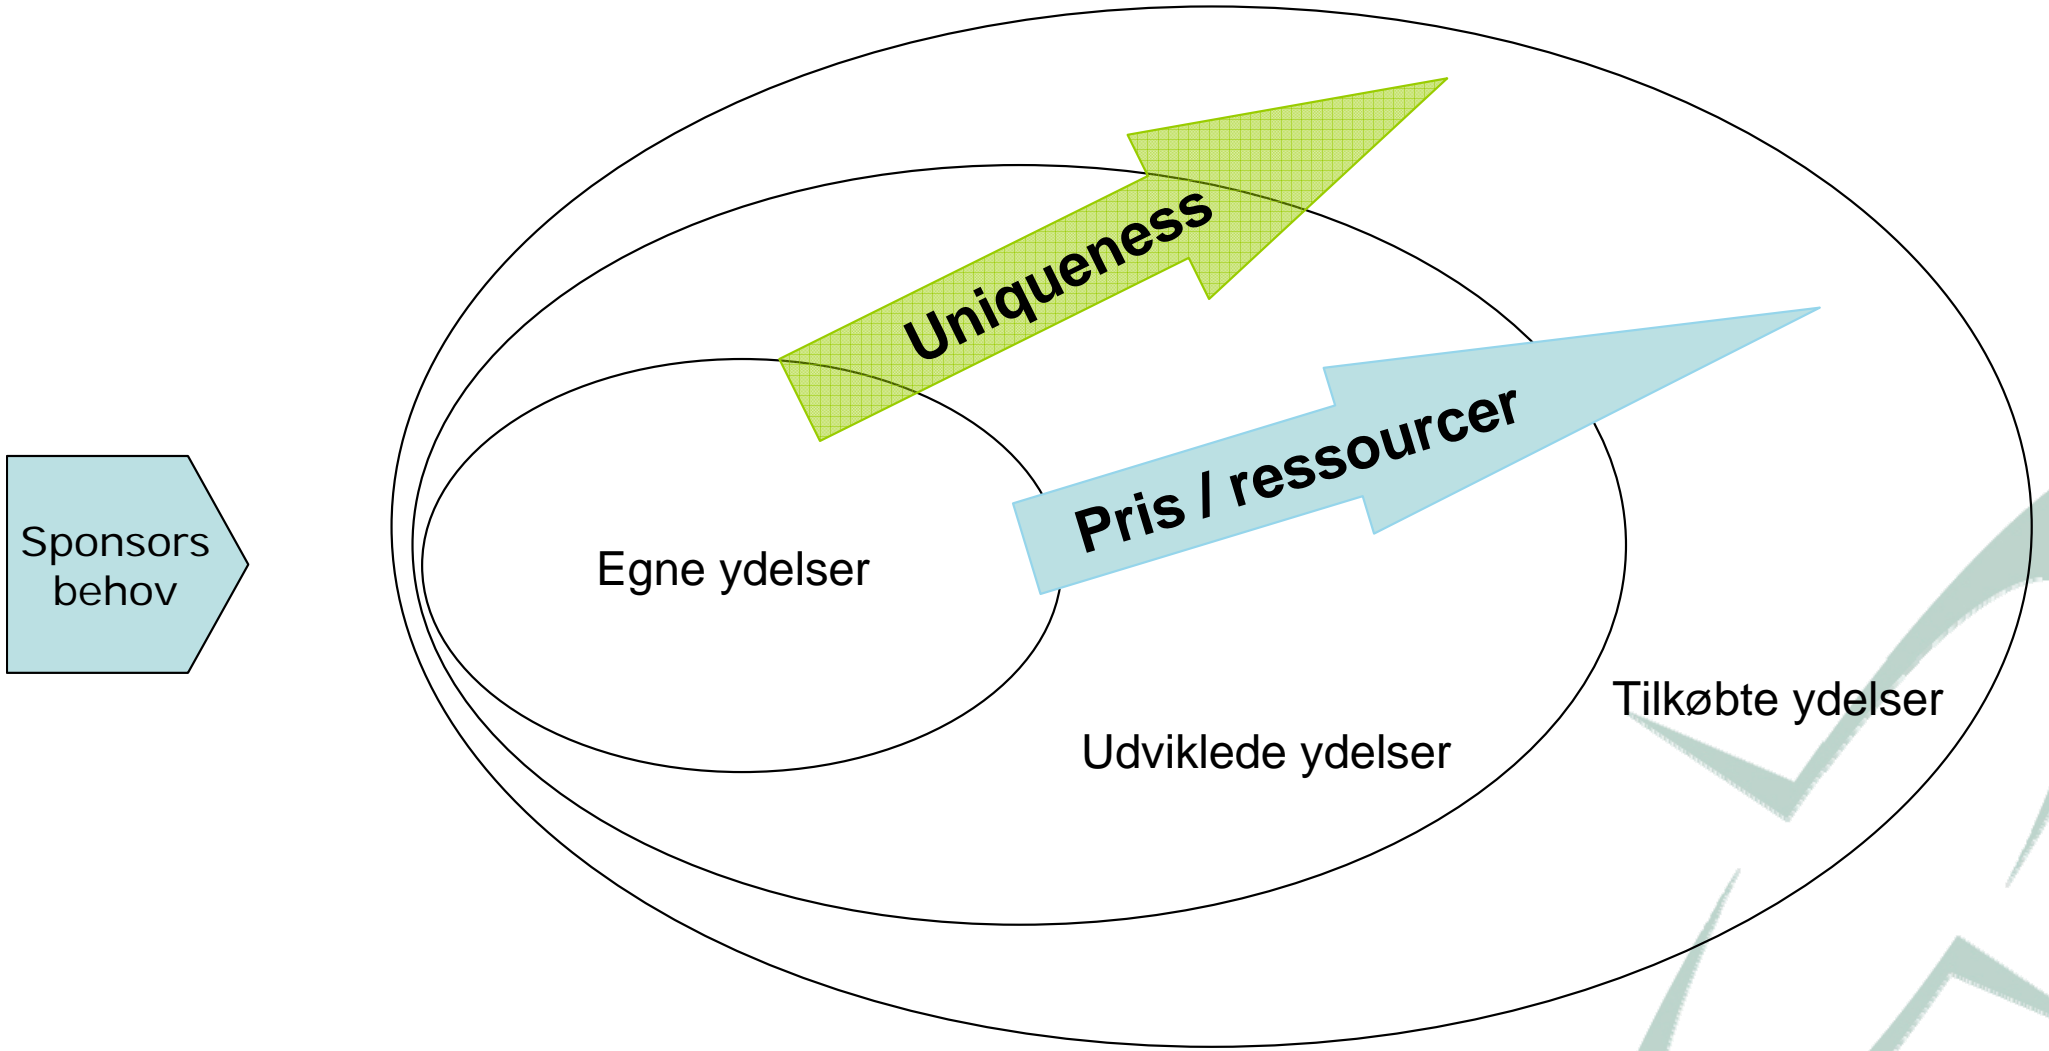 Sponsors
behov
Uniqueness
Pris / ressourcer
Egne ydelser
Udviklede ydelser
Tilkøbte ydelser